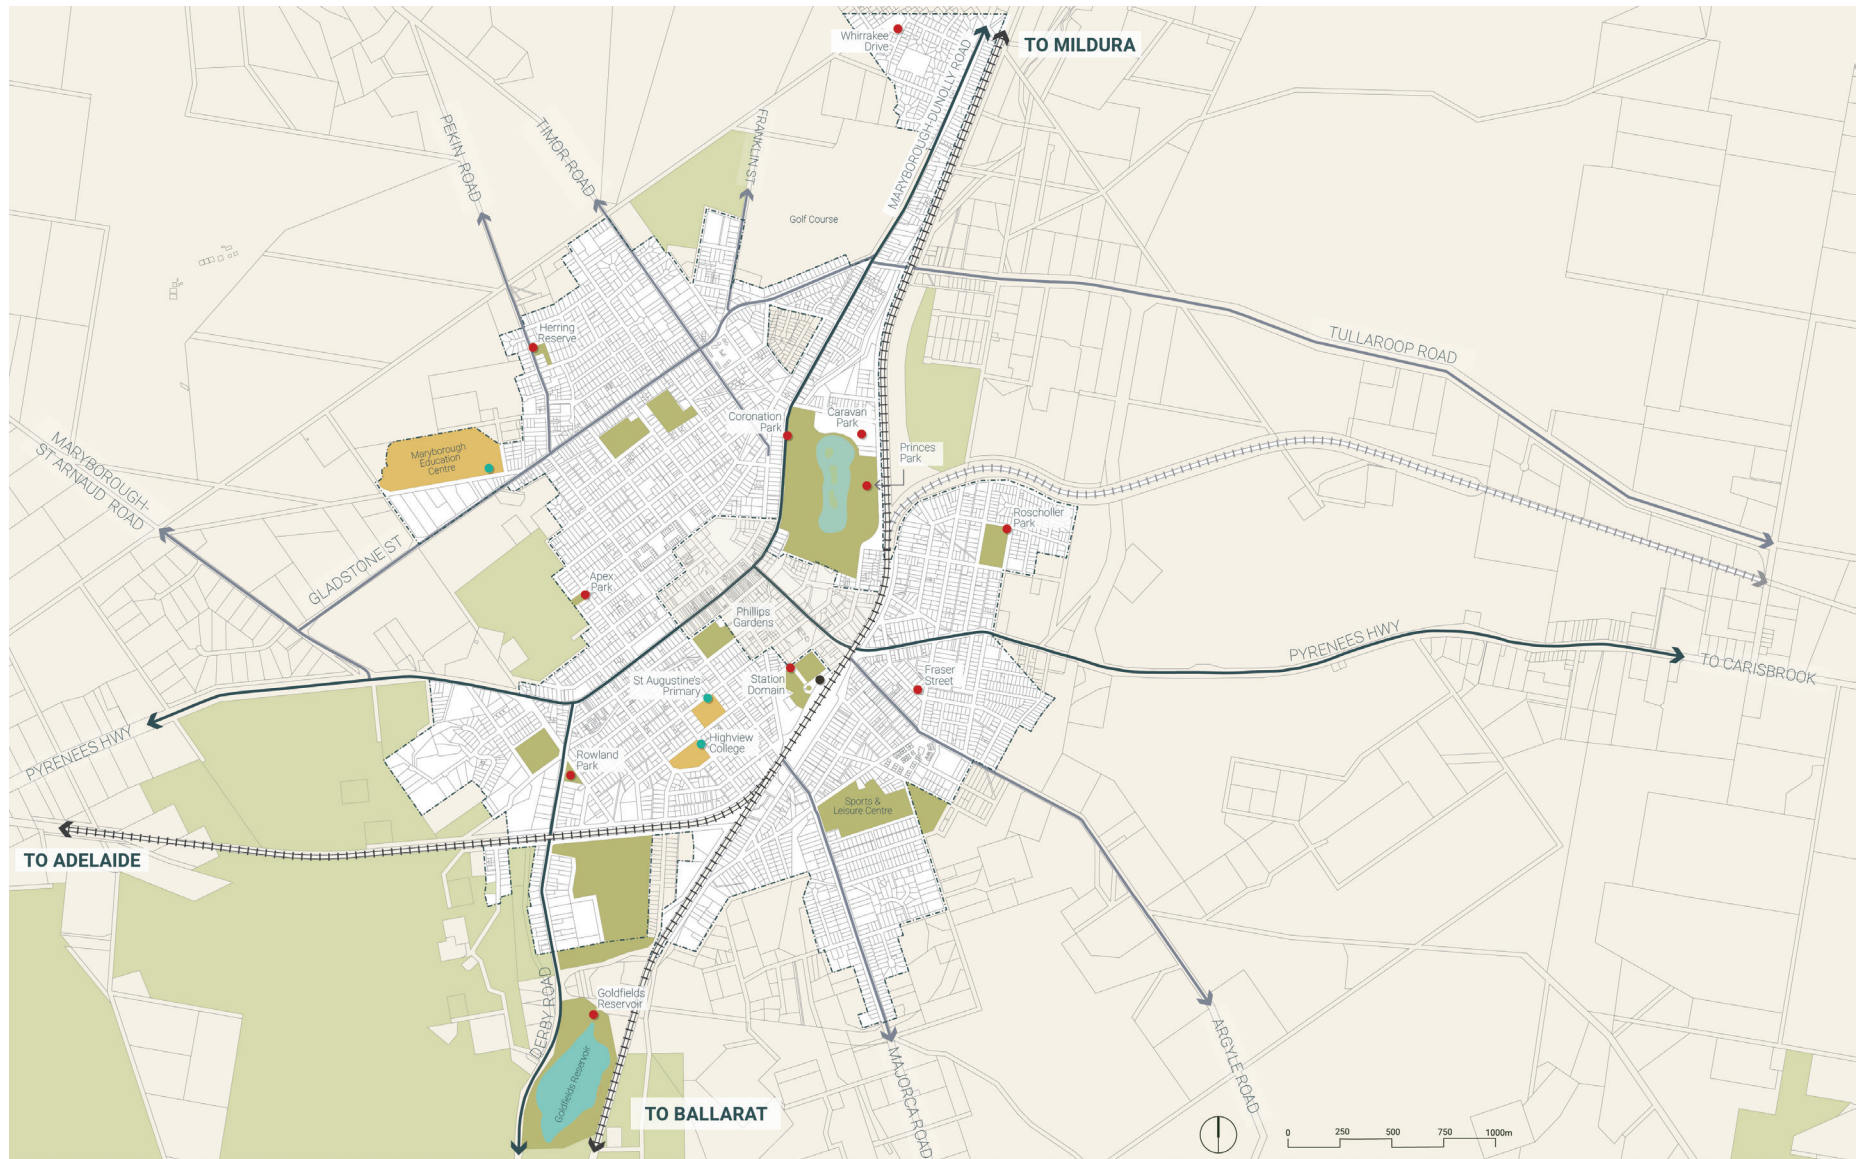 Whirrakee
Drive
TO MILDURA
MARYBOROUGH-DUNOLLY ROAD
PEKIN ROAD
TIMOR ROAD
FRANKLIN ST
Golf Course
Herring
Reserve
TULLAROOP ROAD
Coronation
Park
Caravan
Park
Princes
Park
Maryborough
Education
Centre
MARYBOROUGH-
ST ARNAUD ROAD
Roscholler
Park
GLADSTONE ST
Apex
Park
Phillips
Gardens
PYRENEES HWY
TO CARISBROOK
St Augustine's
Primary
Station
Domain
Fraser
Street
PYRENEES HWY
Highview
College
Rowland
Park
Sports &
Leisure Centre
TO ADELAIDE
DERBY ROAD
Goldfields
Reservoir
Goldfields Reservoir
MAJORCA ROAD
ARGYLE ROAD
TO BALLARAT
0 250 500 750 1000m